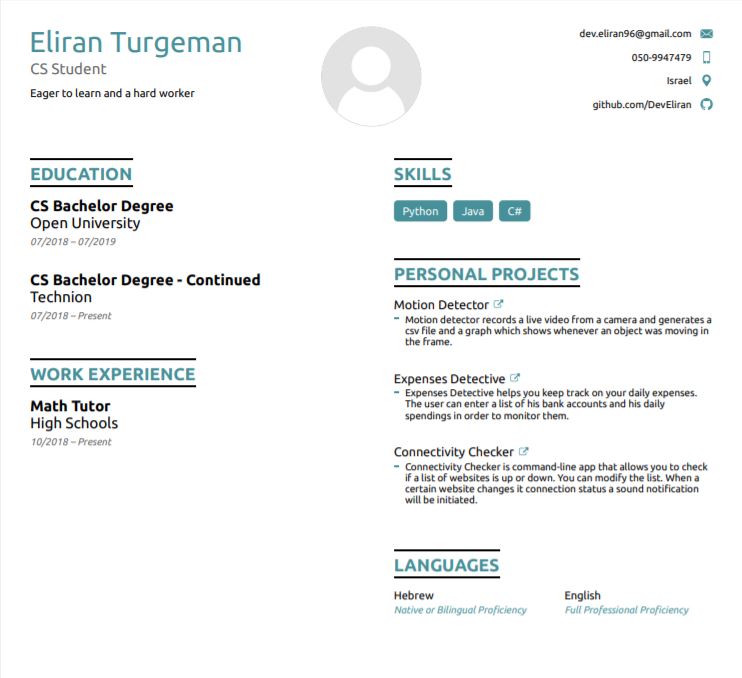 Eliran Turgeman
CS Student
Eager to learn and a hard worker
dev.eliran96@gmail.com
050-9947479
Israel
github.com/DevEliran
EDUCATION
CS Bachelor Degree
Open University
07/2018 – 07/2019
CS Bachelor Degree - Continued
Technion
07/2018 – Present
WORK EXPERIENCE
Math Tutor
High Schools
10/2018 – Present
SKILLS
Python Java C#
PERSONAL PROJECTS
Motion Detector
Motion detector records a live video from a camera and generates a
csv file and a graph which shows whenever an object was moving in
the frame.
Expenses Detective
Expenses Detective helps you keep track on your daily expenses.
The user can enter a list of his bank accounts and his daily
spendings in order to monitor them.
Connectivity Checker
Connectivity Checker is command-line app that allows you to check
if a list of websites is up or down. You can modify the list. When a
certain website changes it connection status a sound notification
will be initiated.
LANGUAGES
Hebrew
Native or Bilingual Proficiency
English
Full Professional Proficiency